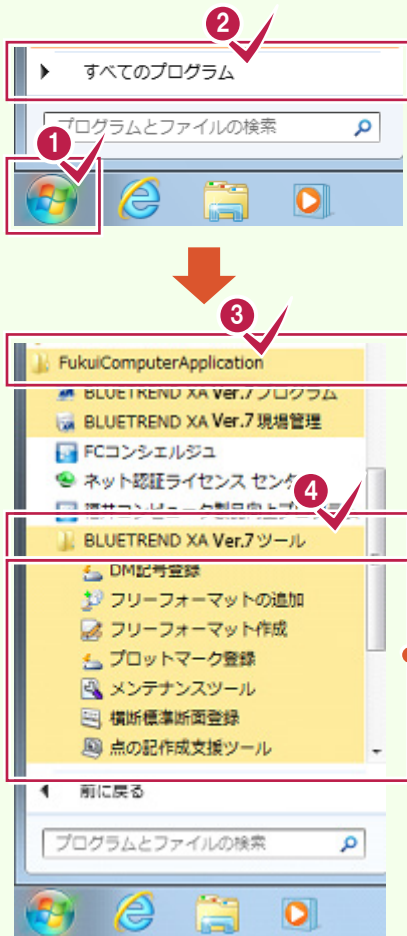 2
すべてのプログラム
プログラムとファイルの検索
1
3
FukuiComputerApplication
BLUETREND XA Ver.7 プログラム
BLUETREND XA Ver.7 現場管理
FCコンシェルジュ
ネット認証ライセンス センター
4
BLUETREND XA Ver.7 ツール
DM記号登録
フリーフォーマットの追加
フリーフォーマット作成
プロットマーク登録
メンテナンスツール
横断標準断面登録
点の記作成支援ツール
前に戻る
プログラムとファイルの検索